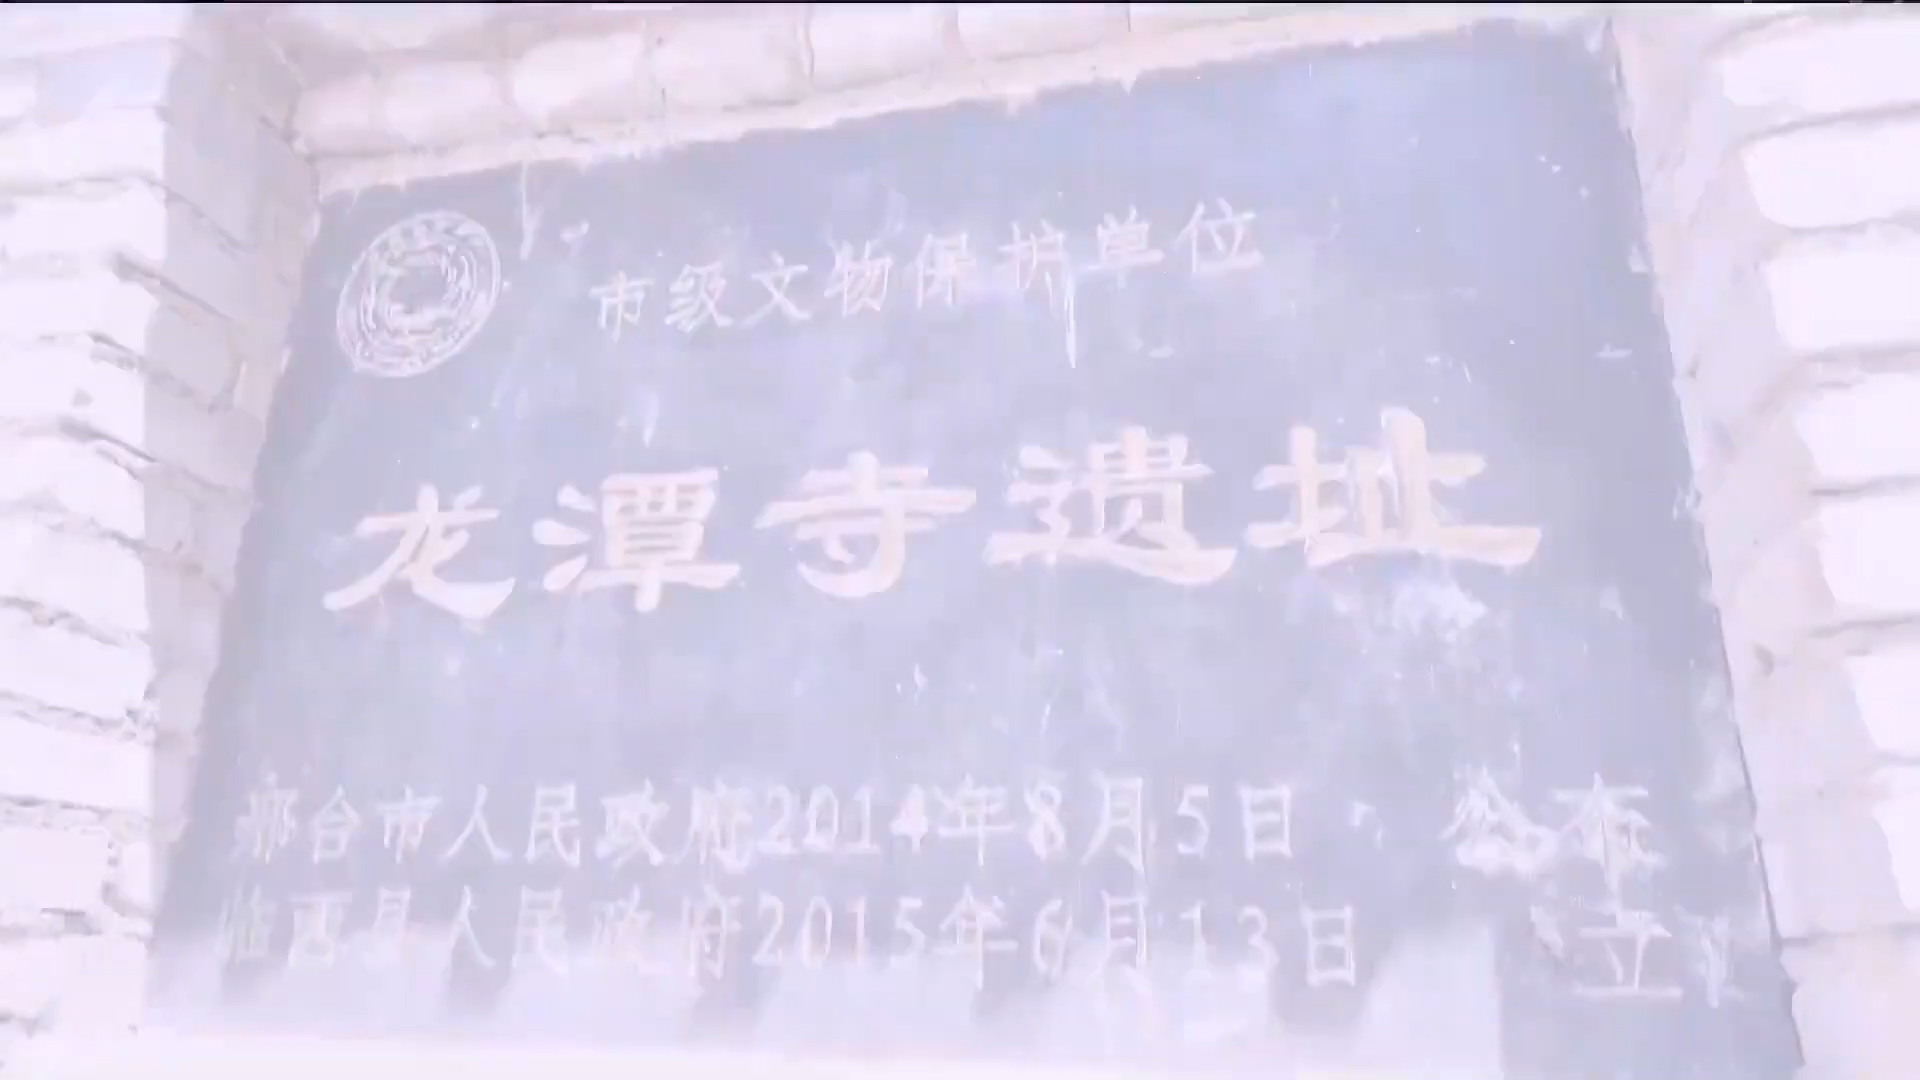 市级文物保护单位
龙潭寺遗址
邢台市人民政府2014年8月5日 公布
临西县人民政府2015年6月13日 立